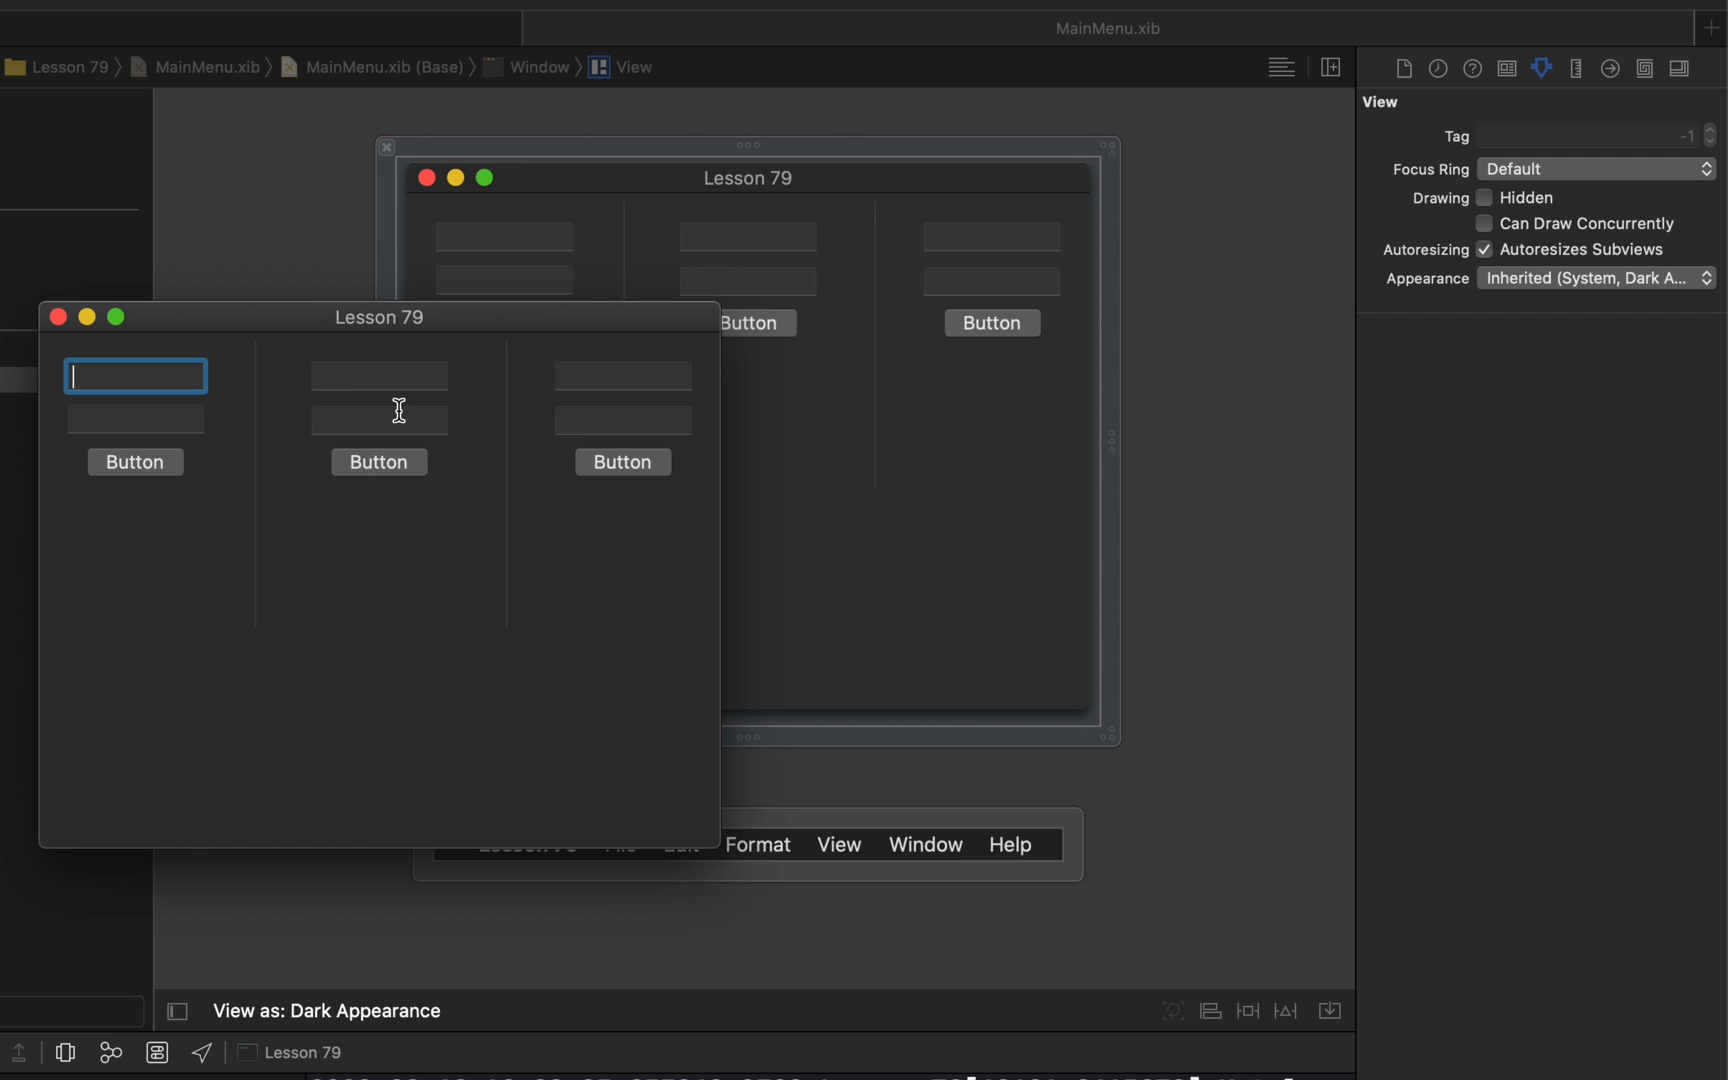 MainMenu.xib
Lesson 79 MainMenu.xib MainMenu.xib (Base) Window View
View
Tag -1
Focus Ring Default
Drawing Hidden
Can Draw Concurrently
Autoresizing Autoresizes Subviews
Appearance Inherited (System, Dark A...
Lesson 79
Button Button
Lesson 79
Button Button Button
Format View Window Help
View as: Dark Appearance
Lesson 79